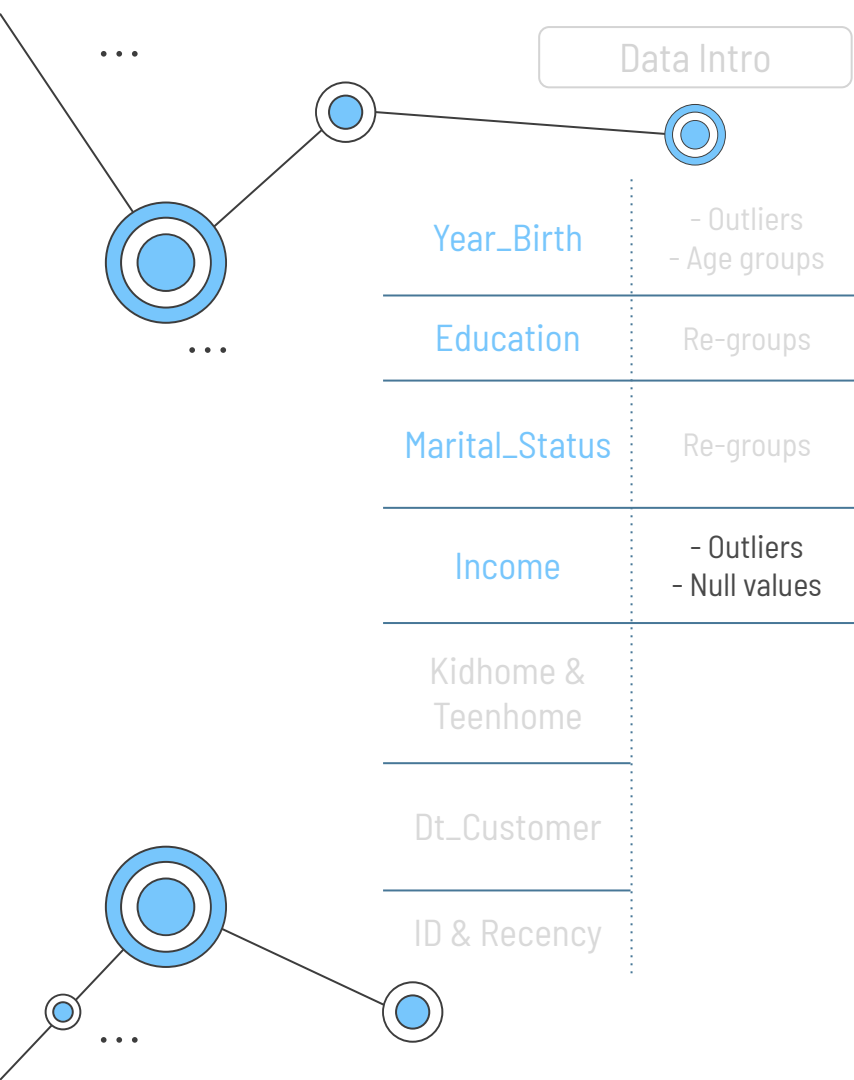 Data Intro
Year_Birth
- Outliers
- Age groups
Education
Re-groups
Marital_Status
Re-groups
Income
- Outliers
- Null values
Kidhome &
Teenhome
Dt_Customer
ID & Recency